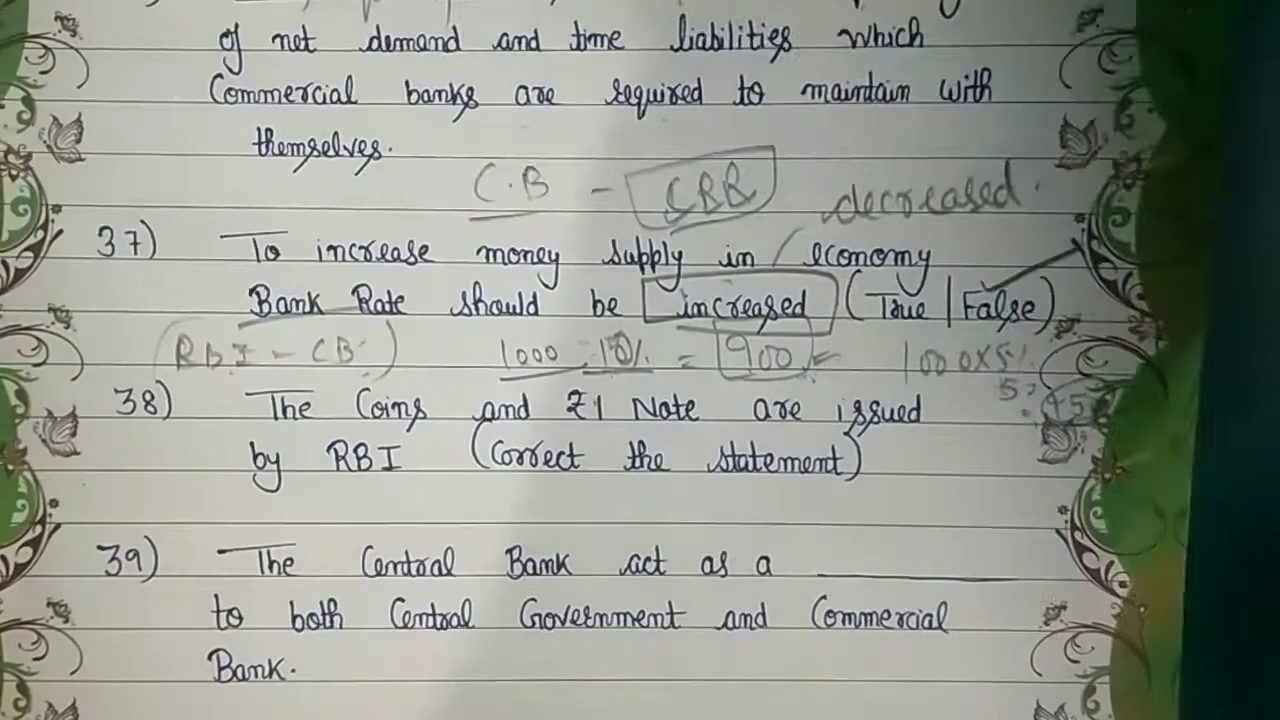 of net demand and time liabilities which
Commercial banks are required to maintain with
themselves.
C.B - CRR decreased.
37) To increase money supply in economy
Bank Rate should be increased (True | False)
(RBI - CB) 1000 10% = 900 1000x5%
38) The Coins and ₹1 Note are issued
by RBI (Correct the statement)
39) The Central Bank act as a ________
to both Central Government and Commercial
Bank.